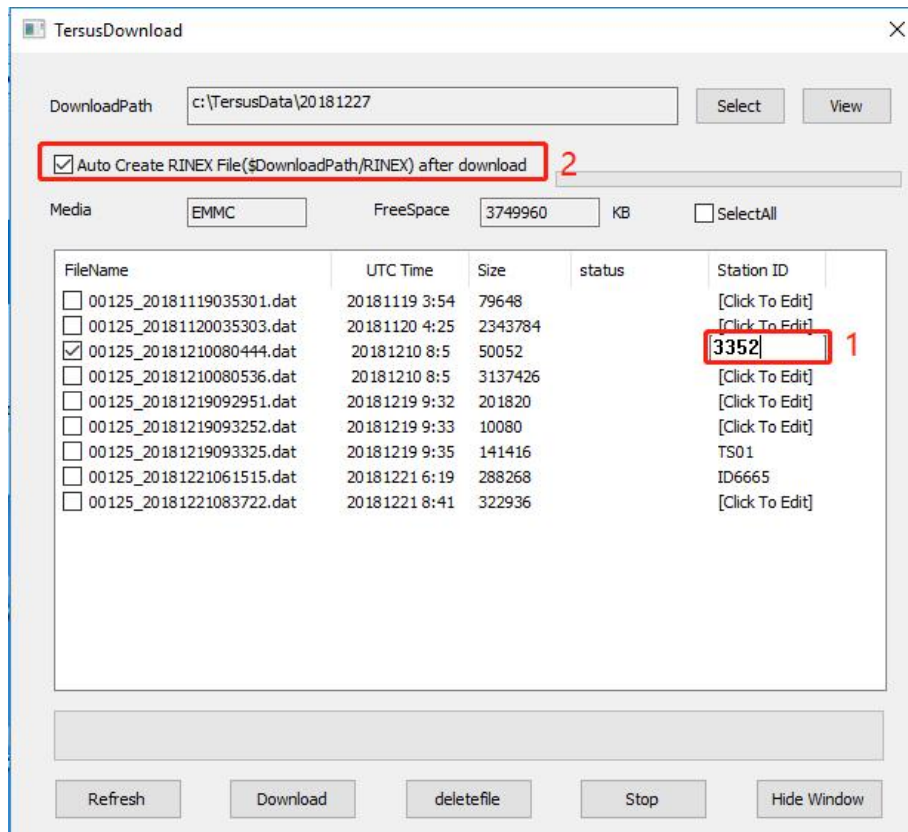 TersusDownload
DownloadPath c:\TersusData\20181227 Select View
Auto Create RINEX File($DownloadPath/RINEX) after download 2
Media EMMC FreeSpace 3749960 KB SelectAll
FileName UTC Time Size status Station ID
00125_20181119035301.dat 20181119 3:54 79648 [Click To Edit]
00125_20181120035303.dat 20181120 4:25 2343784 [Click To Edit]
00125_20181210080444.dat 20181210 8:5 50052 3352 1
00125_20181210080536.dat 20181210 8:5 3137426 [Click To Edit]
00125_20181219092951.dat 20181219 9:32 201820 [Click To Edit]
00125_20181219093252.dat 20181219 9:33 10080 [Click To Edit]
00125_20181219093325.dat 20181219 9:35 141416 TS01
00125_20181221061515.dat 20181221 6:19 288268 ID6665
00125_20181221083722.dat 20181221 8:41 322936 [Click To Edit]
Refresh Download deletefile Stop Hide Window